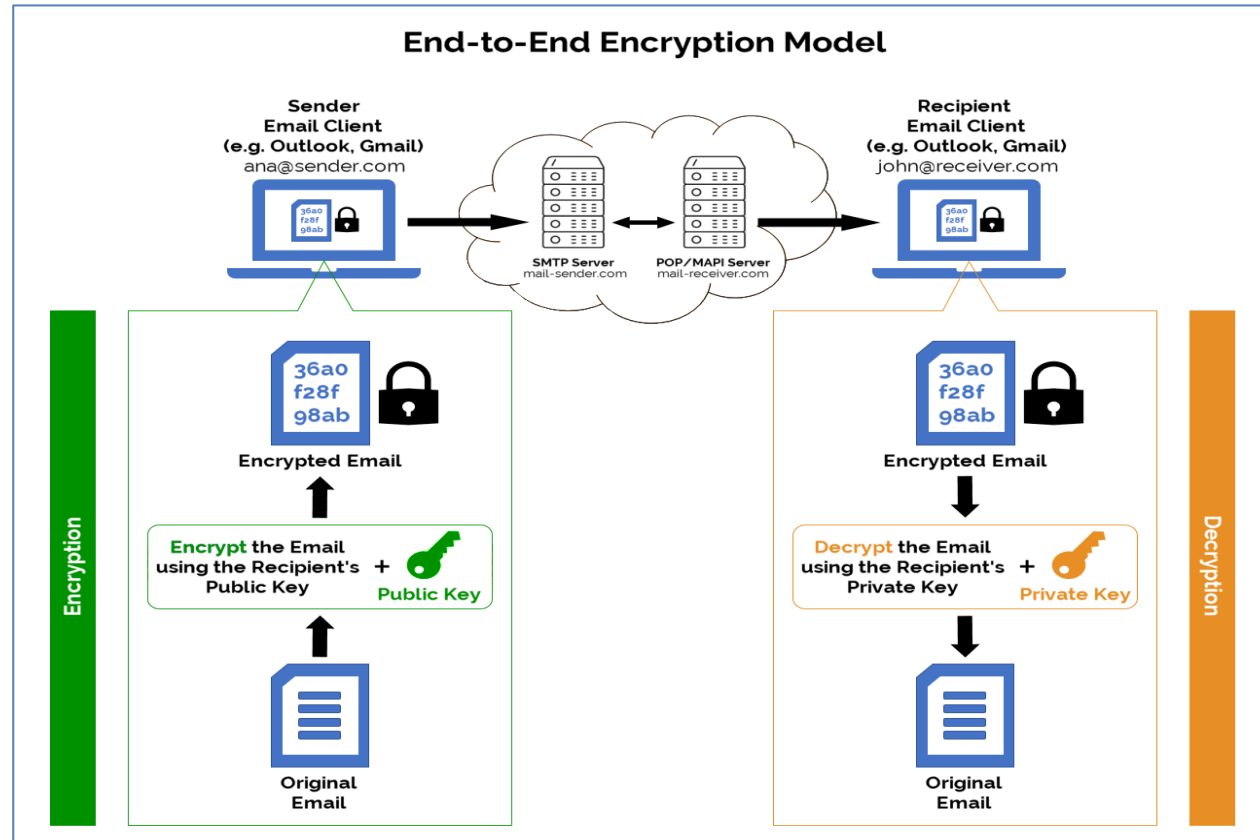 End-to-End Encryption Model
Sender
Email Client
(e.g. Outlook, Gmail)
ana@sender.com
36a0
f28f
98ab
SMTP Server
mail-sender.com
POP/MAPI Server
mail-receiver.com
Recipient
Email Client
(e.g. Outlook, Gmail)
john@receiver.com
36a0
f28f
98ab
Encryption
36a0
f28f
98ab
Encrypted Email
Encrypt the Email
using the Recipient's
Public Key
+
Public Key
Original
Email
36a0
f28f
98ab
Encrypted Email
Decrypt the Email
using the Recipient's
Private Key
+
Private Key
Original
Email
Decryption